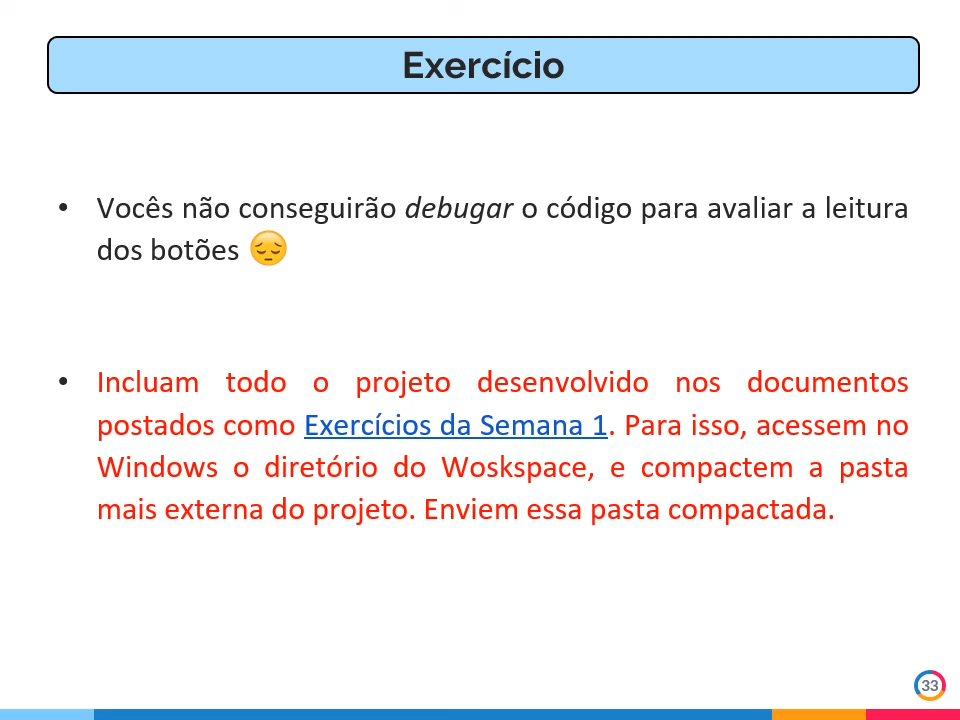 Exercício
• Vocês não conseguirão debugar o código para avaliar a leitura
dos botões 😔
• Incluam todo o projeto desenvolvido nos documentos
postados como Exercícios da Semana 1. Para isso, acessem no
Windows o diretório do Woskspace, e compactem a pasta
mais externa do projeto. Enviem essa pasta compactada.
33